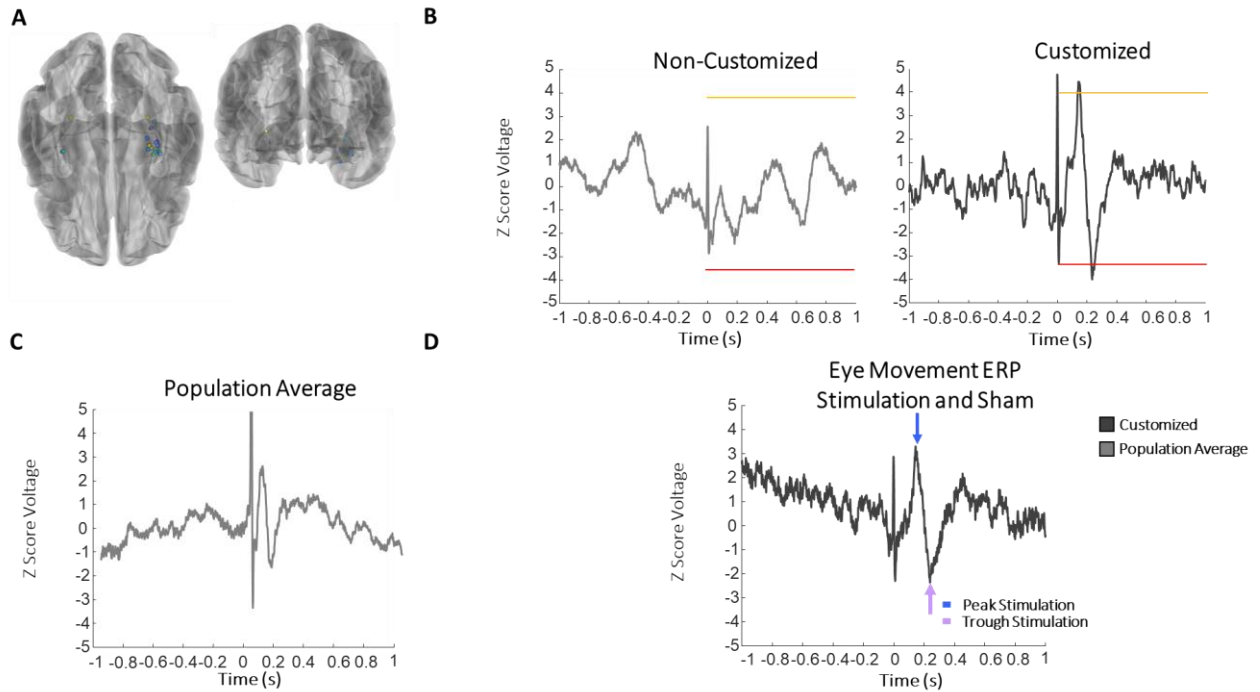 A
B
Non-Customized
Customized
5
4
3
2
1
0
-1
-2
-3
-4
-5
Z Score Voltage
-1 -0.8 -0.6 -0.4 -0.2 0 0.2 0.4 0.6 0.8 1
Time (s)
5
4
3
2
1
0
-1
-2
-3
-4
-5
-1 -0.8 -0.6 -0.4 -0.2 0 0.2 0.4 0.6 0.8 1
Time (s)
C
Population Average
5
4
3
2
1
0
-1
-2
-3
-4
-5
Z Score Voltage
-1 -0.8 -0.6 -0.4 -0.2 0 0.2 0.4 0.6 0.8 1
Time (s)
D
Eye Movement ERP
Stimulation and Sham
5
4
3
2
1
0
-1
-2
-3
-4
-5
Z Score Voltage
-1 -0.8 -0.6 -0.4 -0.2 0 0.2 0.4 0.6 0.8 1
Time (s)
Customized
Population Average
Peak Stimulation
Trough Stimulation